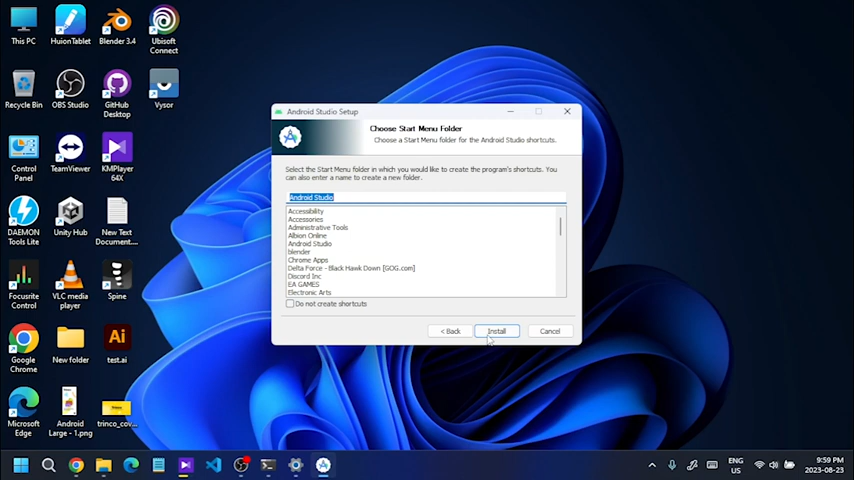 This PC
HuionTablet
Blender 3.4
Ubisoft
Connect
Recycle Bin
OBS Studio
GitHub
Desktop
Vysor
Control
Panel
TeamViewer
KMPlayer
64X
DAEMON
Tools Lite
Unity Hub
New Text
Document....
Focusrite
Control
VLC media
player
Spine
Google
Chrome
New folder
Ai
test.ai
Microsoft
Edge
Android
Large - 1.png
trinco_cov...
Android Studio Setup
Choose Start Menu Folder
Choose a Start Menu folder for the Android Studio shortcuts.
Select the Start Menu folder in which you would like to create the program's shortcuts. You
can also enter a name to create a new folder.
Android Studio
Accessibility
Accessories
Administrative Tools
Albion Online
Android Studio
blender
Chrome Apps
Delta Force - Black Hawk Down [GOG.com]
Discord Inc
EA GAMES
Electronic Arts
Do not create shortcuts
< Back
Install
Cancel
ENG
US
9:59 PM
2023-08-23